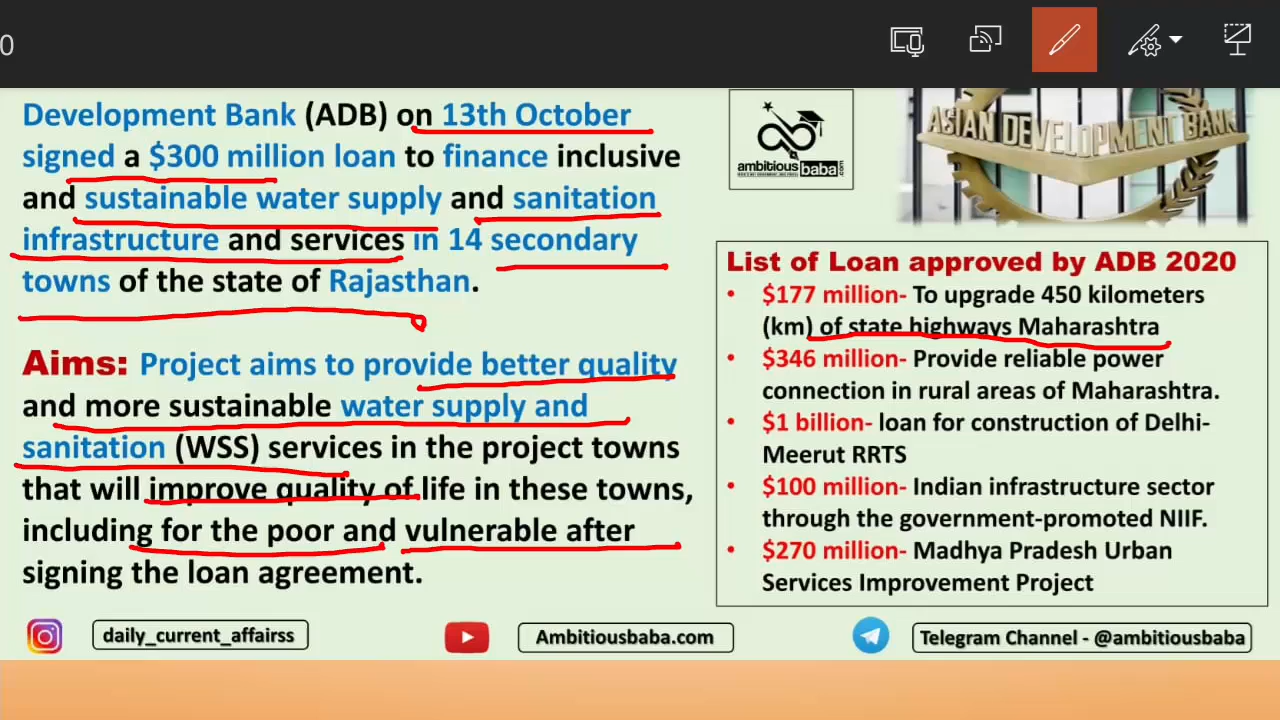 0
Development Bank (ADB) on 13th October
signed a $300 million loan to finance inclusive
and sustainable water supply and sanitation
infrastructure and services in 14 secondary
towns of the state of Rajasthan.
Aims: Project aims to provide better quality
and more sustainable water supply and
sanitation (WSS) services in the project towns
that will improve quality of life in these towns,
including for the poor and vulnerable after
signing the loan agreement.
ambitiousbaba.com
ASIAN DEVELOPMENT BANK
List of Loan approved by ADB 2020
• $177 million- To upgrade 450 kilometers
(km) of state highways Maharashtra
• $346 million- Provide reliable power
connection in rural areas of Maharashtra.
• $1 billion- loan for construction of Delhi-
Meerut RRTS
• $100 million- Indian infrastructure sector
through the government-promoted NIIF.
• $270 million- Madhya Pradesh Urban
Services Improvement Project
daily_current_affairss
Ambitiousbaba.com
Telegram Channel - @ambitiousbaba